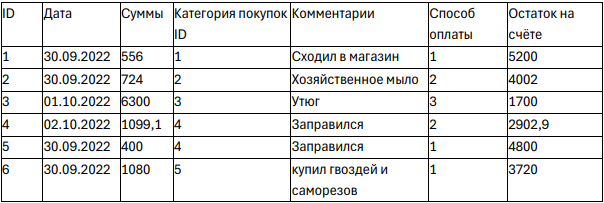 ID Дата Суммы Категория покупок ID Комментарии Способ оплаты Остаток на счёте
1 30.09.2022 556 1 Сходил в магазин 1 5200
2 30.09.2022 724 2 Хозяйственное мыло 2 4002
3 01.10.2022 6300 3 Утюг 3 1700
4 02.10.2022 1099,1 4 Заправился 2 2902,9
5 30.09.2022 400 4 Заправился 1 4800
6 30.09.2022 1080 5 купил гвоздей и саморезов 1 3720